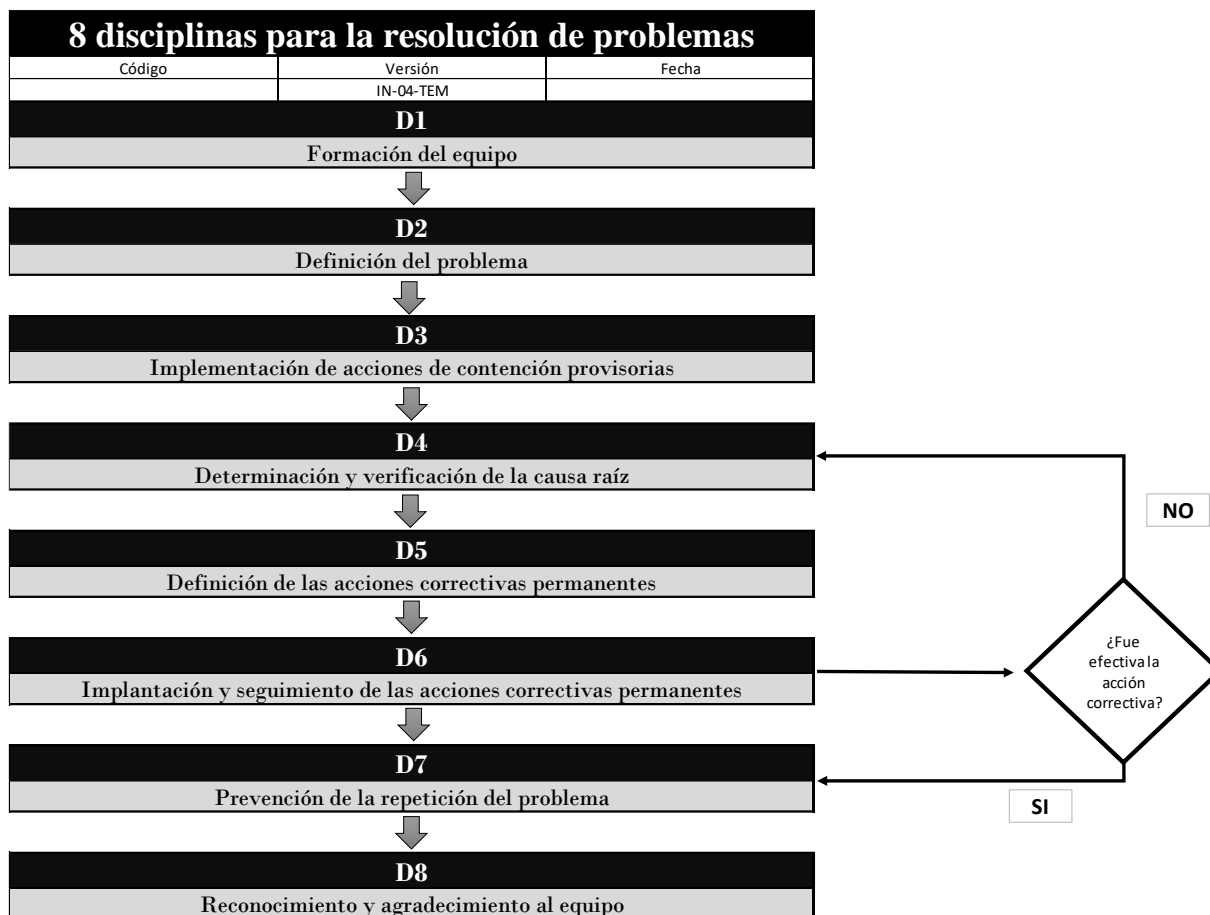 8 disciplinas para la resolución de problemas
Código Versión Fecha
IN-04-TEM
D1
Formación del equipo
D2
Definición del problema
D3
Implementación de acciones de contención provisorias
D4
Determinación y verificación de la causa raíz
NO
D5
Definición de las acciones correctivas permanentes
D6
Implantación y seguimiento de las acciones correctivas permanentes
¿Fue
efectiva la
acción
correctiva?
D7
Prevención de la repetición del problema
SI
D8
Reconocimiento y agradecimiento al equipo